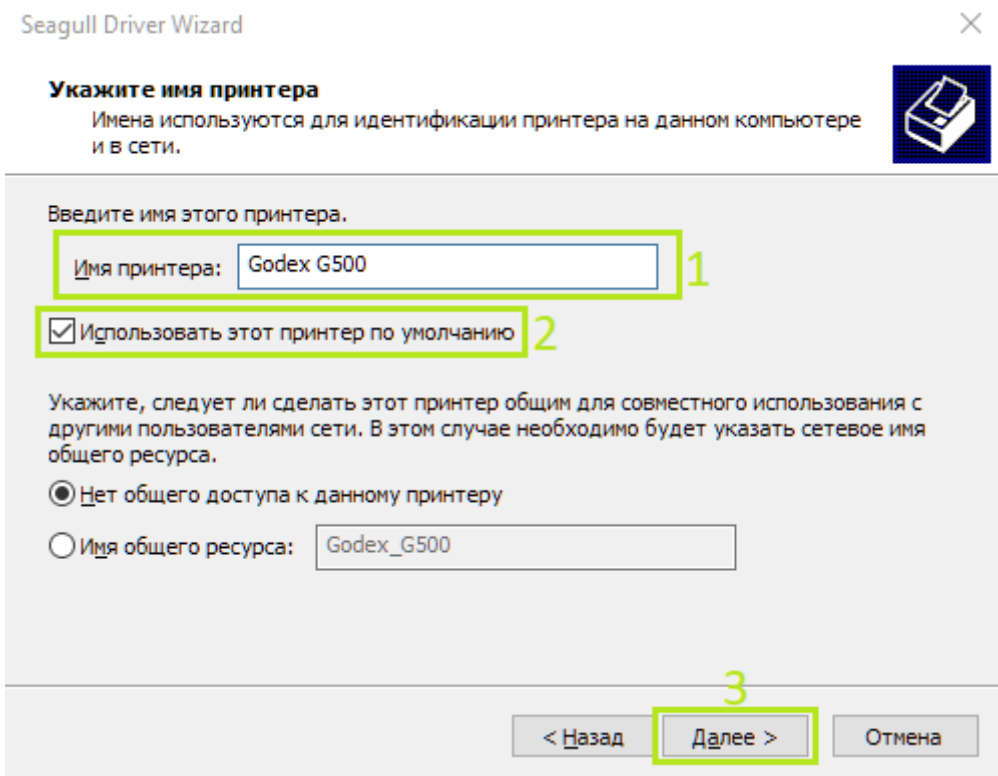 Seagull Driver Wizard
Укажите имя принтера
Имена используются для идентификации принтера на данном компьютере
и в сети.
Введите имя этого принтера.
Имя принтера: Godex G500 1
Использовать этот принтер по умолчанию 2
Укажите, следует ли сделать этот принтер общим для совместного использования с
другими пользователями сети. В этом случае необходимо будет указать сетевое имя
общего ресурса.
Нет общего доступа к данному принтеру
Имя общего ресурса: Godex_G500
3
< Назад Далее > Отмена